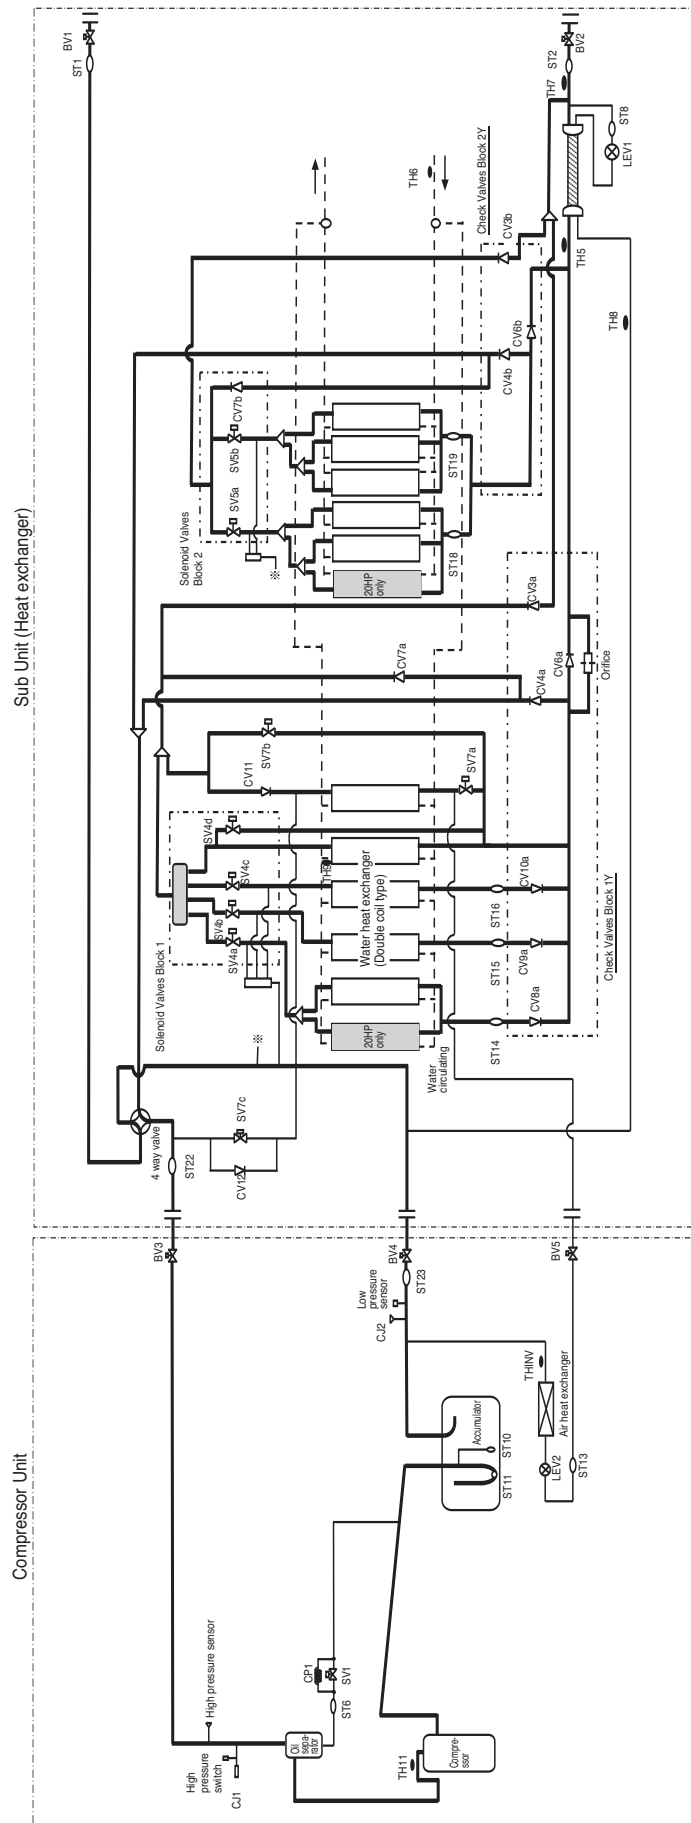 Sub Unit (Heat exchanger)
BV1
ST1
BV2
ST2
TH7
ST8
LEV1
TH6
Check Valves Block 2Y
CV3b
TH5
TH8
CV6b
CV4b
CV7b
SV5b
SV5a
Solenoid Valves
Block 2
※
ST19
ST18
20HP
only
CV3a
CV7a
CV6a
CV4a
Orifice
SV7b
CV11
SV7a
SV4d
SV4c
SV4b
SV4a
Solenoid Valves Block 1
TH9
Water heat exchanger
(Double coil type)
CV10a
ST16
CV9a
ST15
CV8a
ST14
Check Valves Block 1Y
20HP
only
Water
circulating
※
4 way valve
ST22
SV7c
CV12
Compressor Unit
BV3
BV4
BV5
ST23
Low
pressure
sensor
CJ2
THINV
Air heat exchanger
LEV2
ST13
Accumulator
ST10
ST11
High pressure sensor
High
pressure
switch
CJ1
CP1
SV1
ST6
Oil
sepa-
rator
TH11
Compre-
ssor